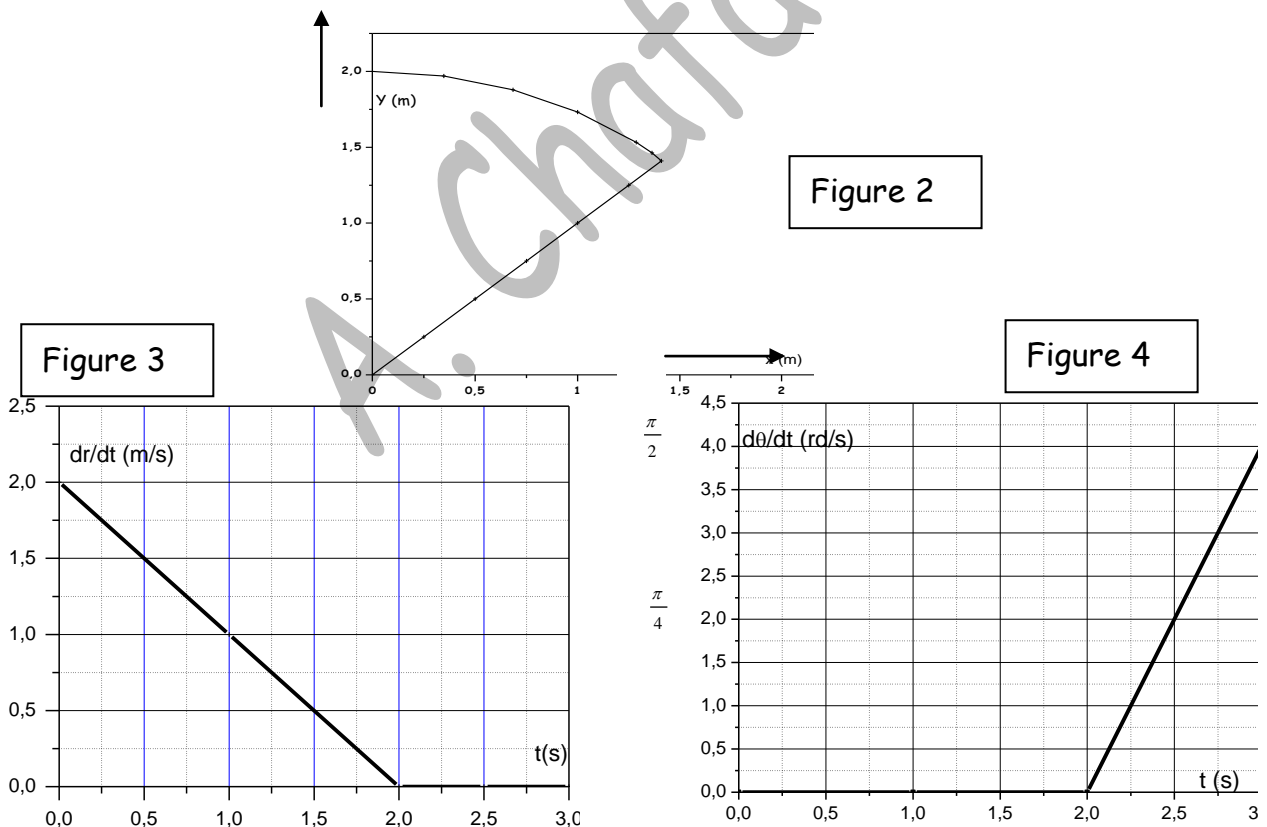 2,0
Y (m)
1,5
1,0
0,5
0,0
0 0,5 1 1,5 2
x (m)
Figure 2
Figure 3
2,5
dr/dt (m/s)
2,0
1,5
1,0
0,5
0,0
t(s)
0,0 0,5 1,0 1,5 2,0 2,5 3,0
Figure 4
π/2
π/4
4,5
4,0
dθ/dt (rd/s)
3,5
3,0
2,5
2,0
1,5
1,0
0,5
0,0
t (s)
0,0 0,5 1,0 1,5 2,0 2,5 3
A. Chafa